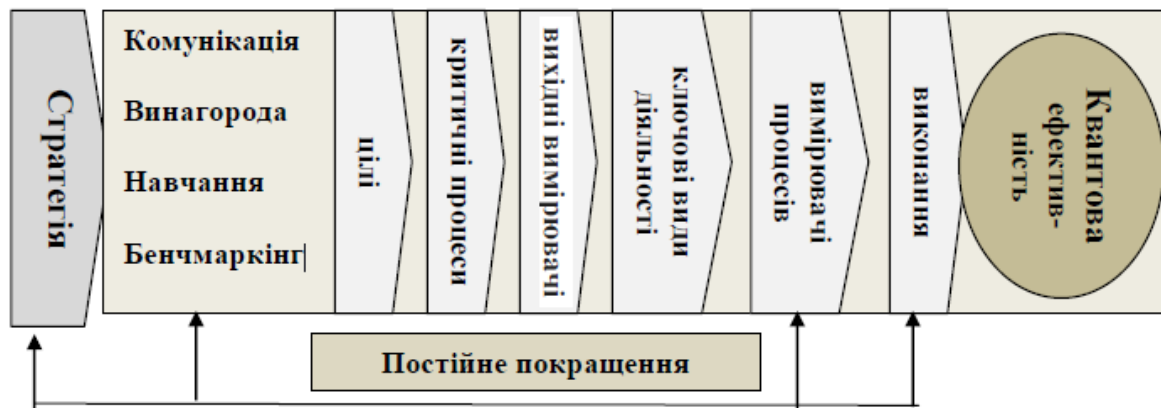 Стратегія
Комунікація
Винагорода
Навчання
Бенчмаркінг
цілі
критичні процеси
вихідні вимірювачі
ключові види
діяльності
вимірювачі
процесів
виконання
Квантова
ефектив-
ність
Постійне покращення